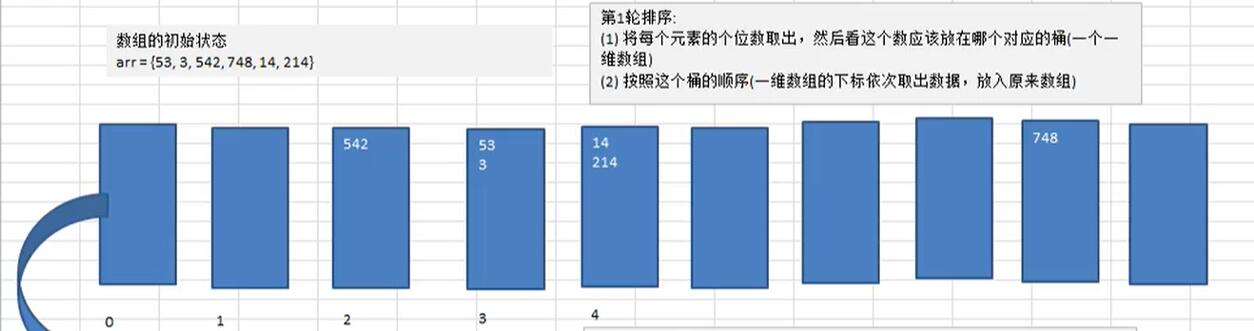 数组的初始状态
arr = {53, 3, 542, 748, 14, 214}
第1轮排序:
(1) 将每个元素的个位数取出，然后看这个数应该放在哪个对应的桶(一个一
维数组)
(2) 按照这个桶的顺序(一维数组的下标依次取出数据，放入原来数组)
542
53
3
14
214
748
0
1
2
3
4